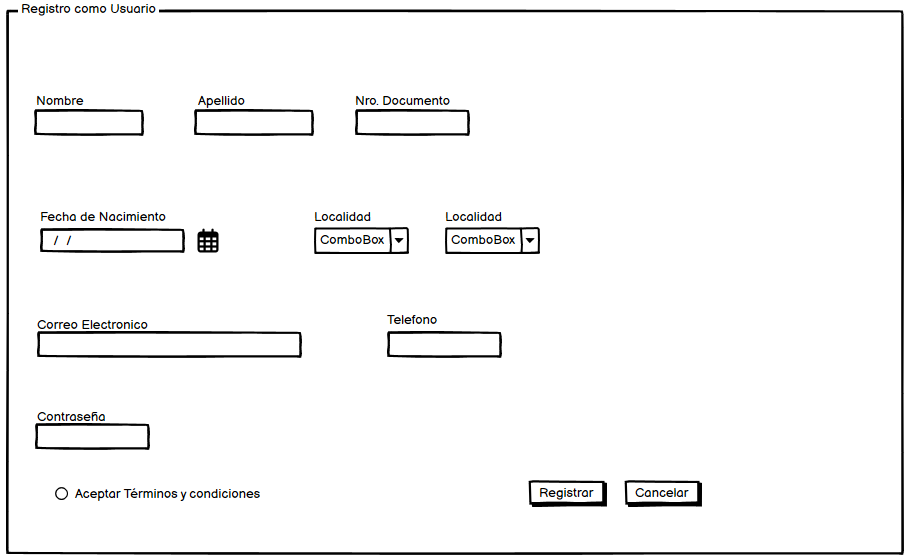 Registro como Usuario
Nombre Apellido Nro. Documento
Fecha de Nacimiento Localidad Localidad
/ / ComboBox ComboBox
Correo Electronico Telefono
Contraseña
Aceptar Términos y condiciones Registrar Cancelar